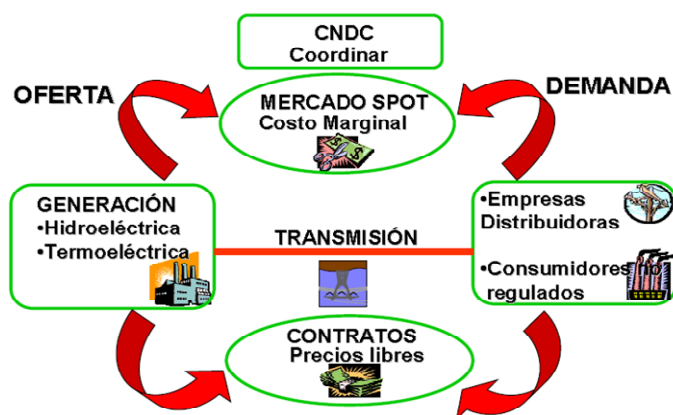 CNDC
Coordinar
OFERTA
DEMANDA
MERCADO SPOT
Costo Marginal
GENERACIÓN
•Hidroeléctrica
•Termoeléctrica
TRANSMISIÓN
•Empresas
Distribuidoras
•Consumidores no
regulados
CONTRATOS
Precios libres